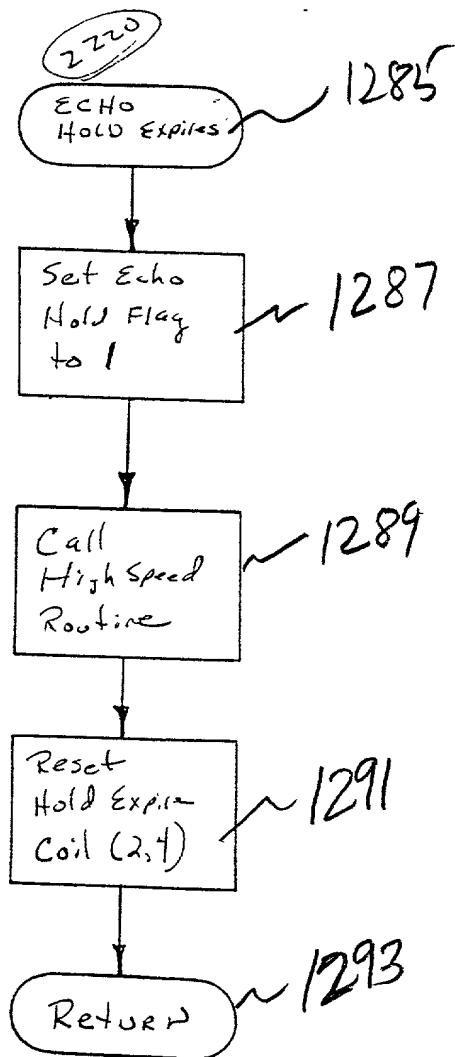 2220
ECHO
HOLD Expires
1285
Set Echo
Hold Flag
to 1
1287
Call
High Speed
Routine
1289
Reset
Hold Expire
Coil (2,4)
1291
Return
1293